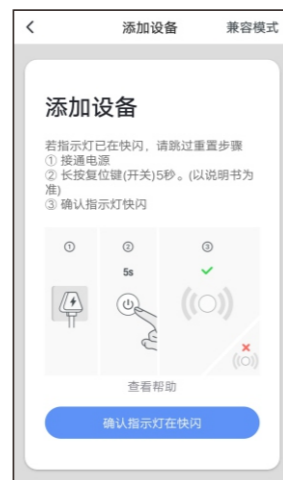 添加设备 兼容模式
添加设备
若指示灯已在快闪，请跳过重置步骤
① 接通电源
② 长按复位键(开关)5秒。(以说明书为
准)
③ 确认指示灯快闪
① ② ③
5s
查看帮助
确认指示灯在快闪